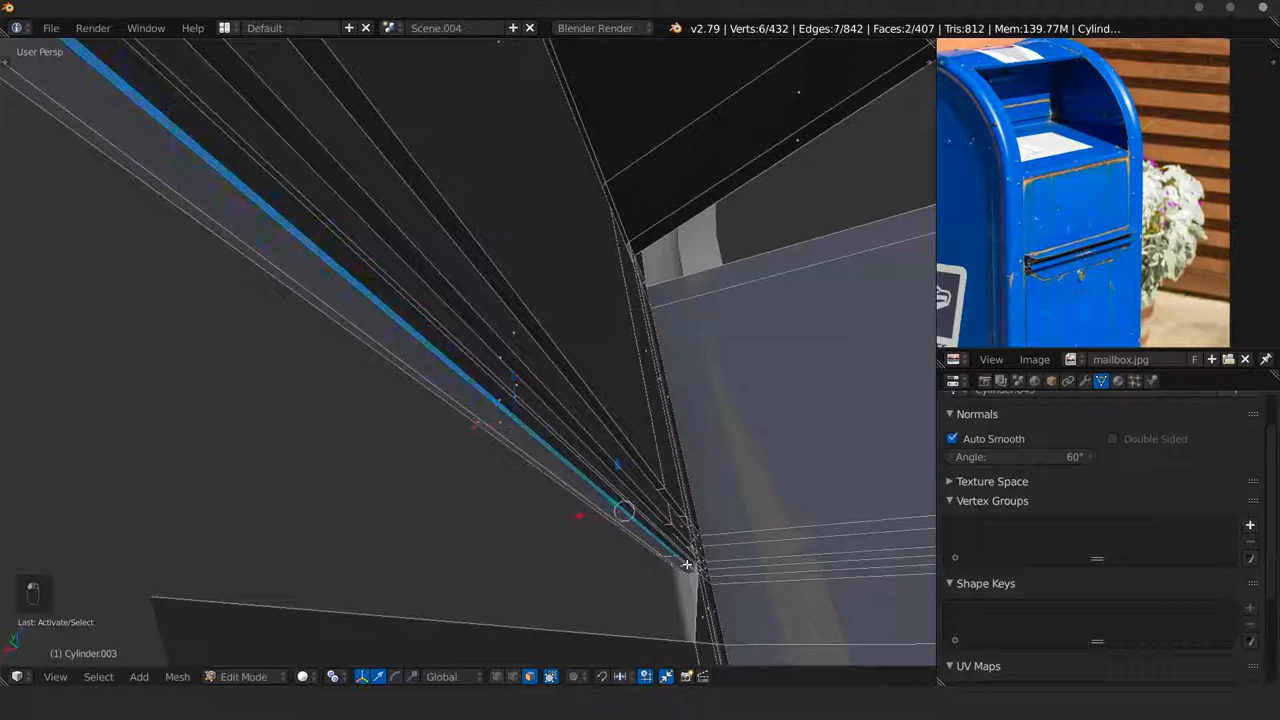 File Render Window Help Default Scene.004 Blender Render v2.79 | Verts:6/432 | Edges:7/842 | Faces:2/407 | Tris:812 | Mem:139.77M | Cylind...
User Persp
View Image mailbox.jpg F
Normals
Auto Smooth Double Sided
Angle: 60°
Texture Space
Vertex Groups
Shape Keys
Last: Activate/Select
(1) Cylinder.003
UV Maps
View Select Add Mesh Edit Mode Global